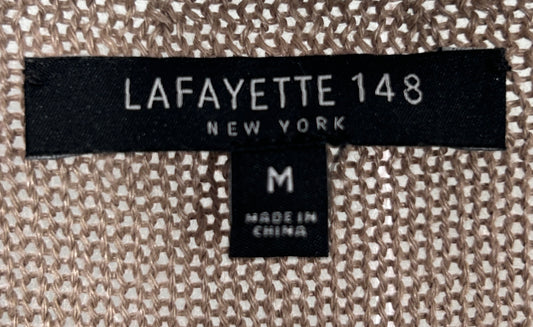 LAFAYETTE 148
NEW YORK
M
MADE IN
CHINA